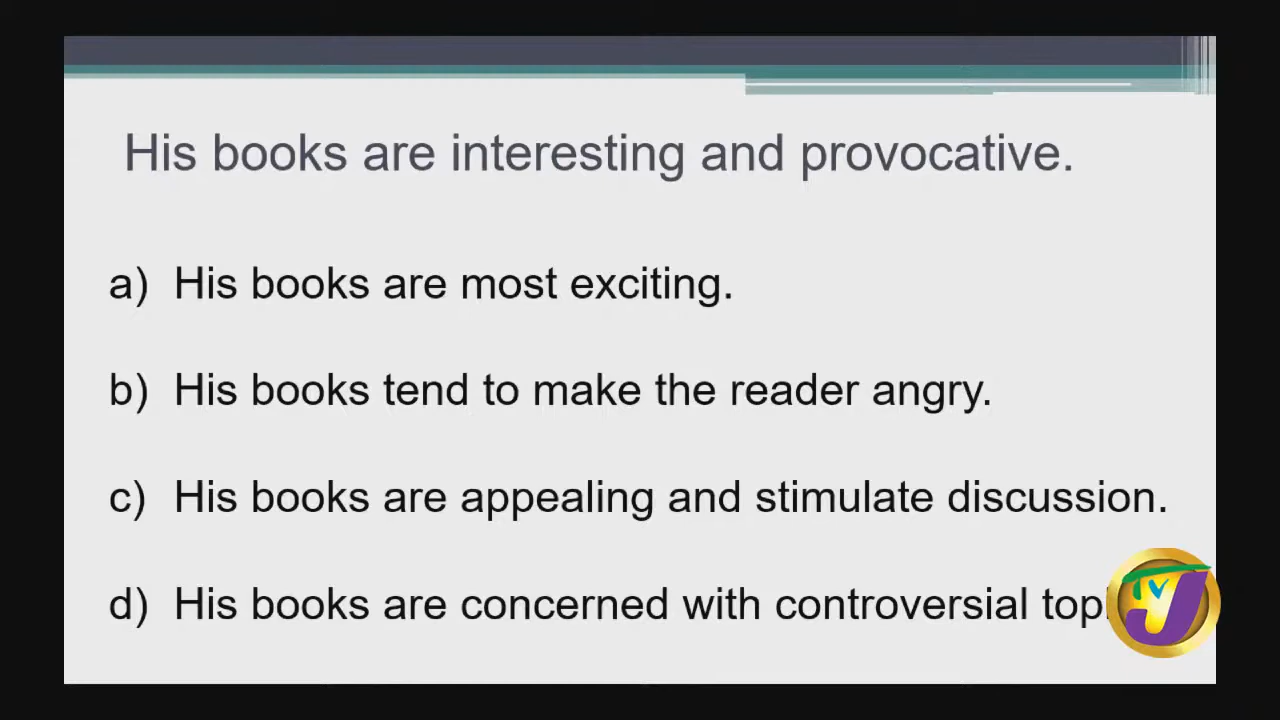 His books are interesting and provocative.
a) His books are most exciting.
b) His books tend to make the reader angry.
c) His books are appealing and stimulate discussion.
d) His books are concerned with controversial
TVJ